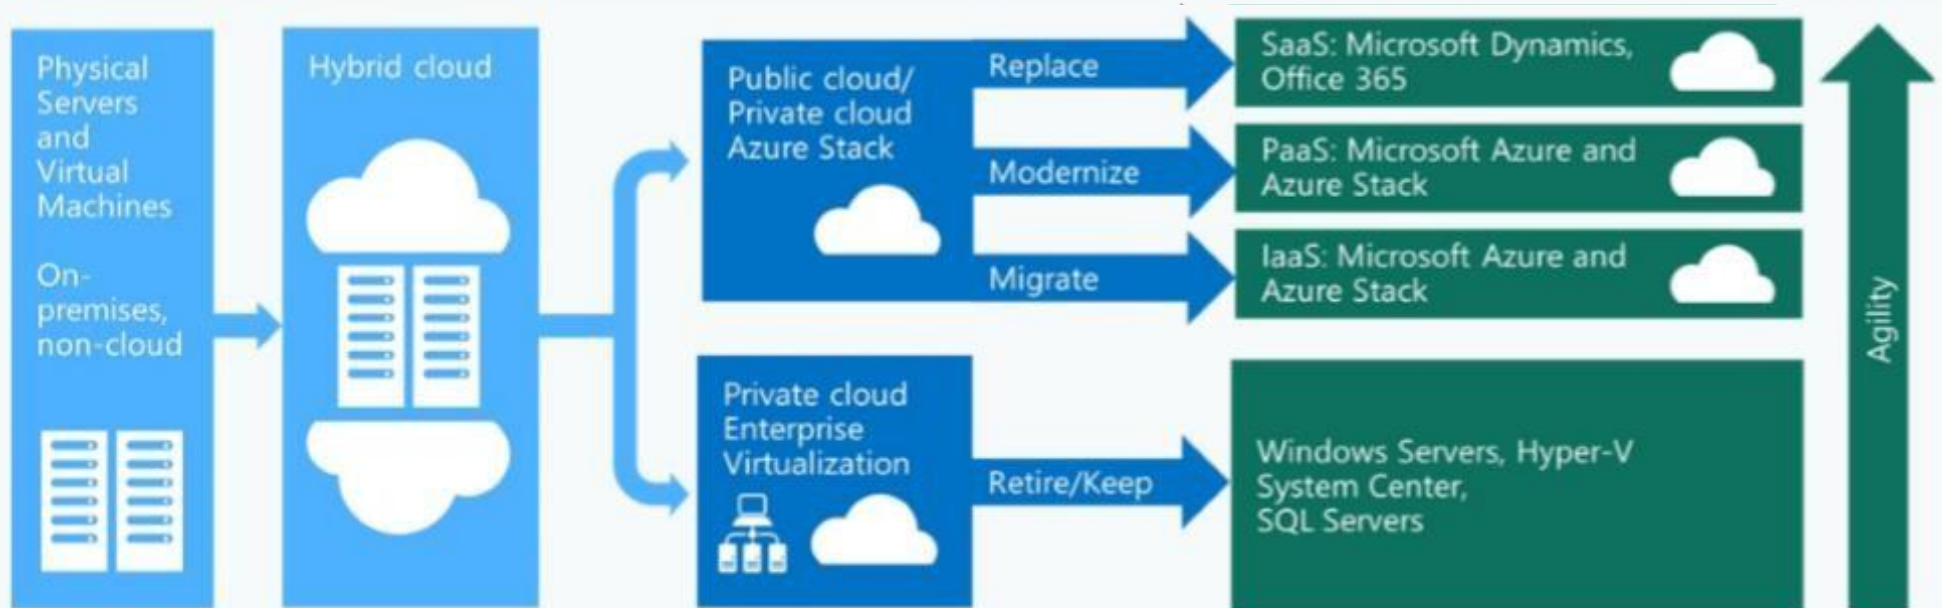 Physical
Servers
and
Virtual
Machines
On-
premises,
non-cloud
Hybrid cloud
Public cloud/
Private cloud
Azure Stack
Replace
Modernize
Migrate
SaaS: Microsoft Dynamics,
Office 365
PaaS: Microsoft Azure and
Azure Stack
IaaS: Microsoft Azure and
Azure Stack
Private cloud
Enterprise
Virtualization
Retire/Keep
Windows Servers, Hyper-V
System Center,
SQL Servers
Agility